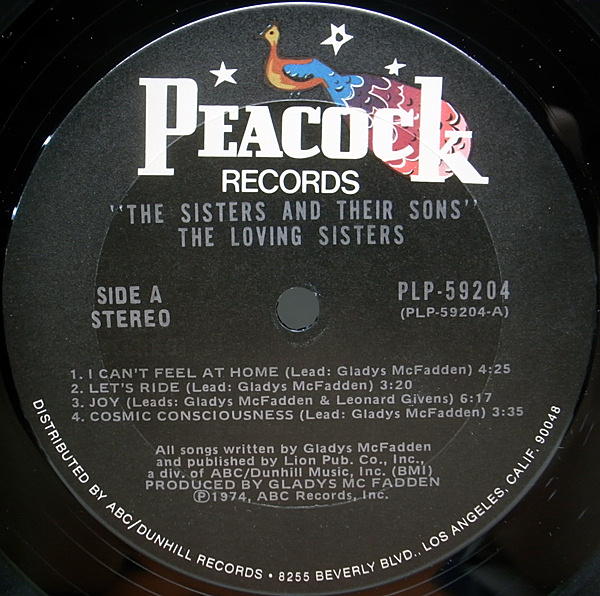 PEACOCK
RECORDS
"THE SISTERS AND THEIR SONS"
THE LOVING SISTERS
SIDE A
STEREO
PLP-59204
(PLP-59204-A)
1. I CAN'T FEEL AT HOME (Lead: Gladys McFadden) 4:25
2. LET'S RIDE (Lead: Gladys McFadden) 3:20
3. JOY (Leads: Gladys McFadden & Leonard Givens) 6:17
4. COSMIC CONSCIOUSNESS (Lead: Gladys McFadden) 3:35
All songs written by Gladys McFadden
and published by Lion Pub. Co., Inc.,
a div. of ABC/Dunhill Music, Inc. (BMI)
PRODUCED BY GLADYS MC FADDEN
Ⓟ1974, ABC Records, Inc.
DISTRIBUTED BY ABC/DUNHILL RECORDS • 8255 BEVERLY BLVD., LOS ANGELES, CALIF. 90048